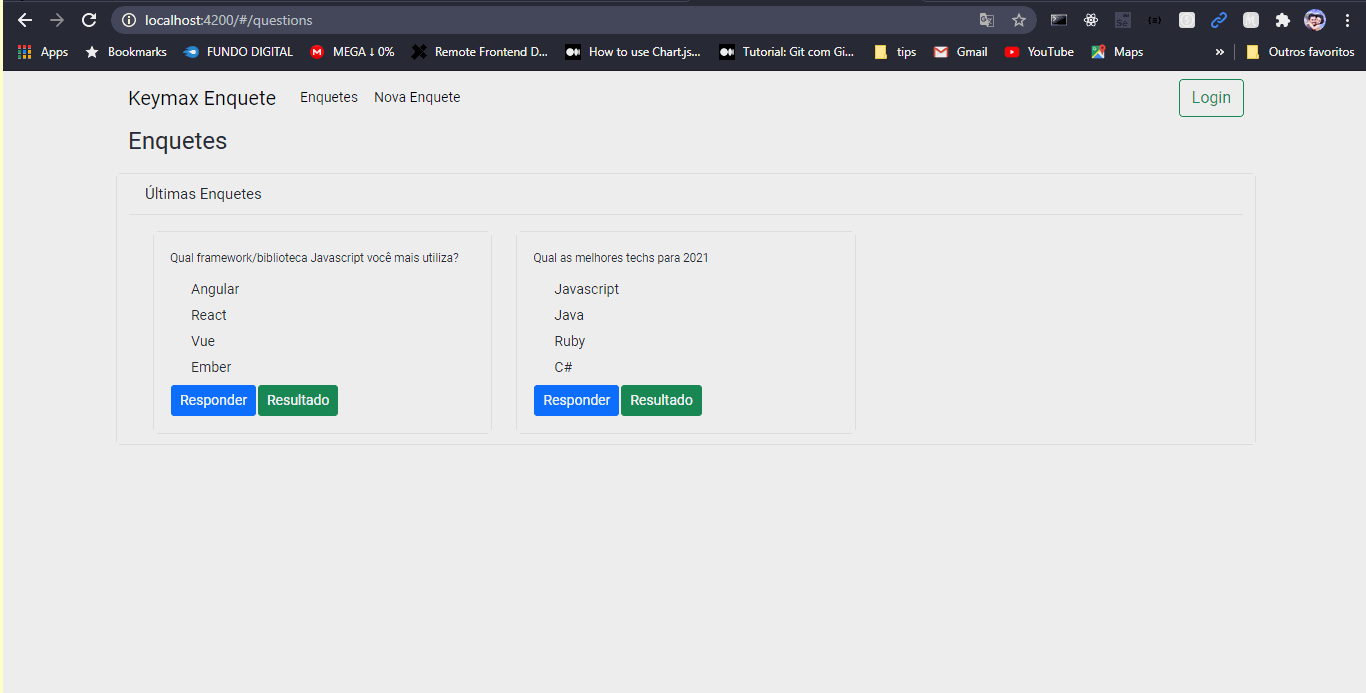 localhost:4200/#/questions
Apps Bookmarks FUNDO DIGITAL MEGA ↓ 0% Remote Frontend D... How to use Chart.js... Tutorial: Git com Gi... tips Gmail YouTube Maps » Outros favoritos
Keymax Enquete Enquetes Nova Enquete Login
Enquetes
Últimas Enquetes
Qual framework/biblioteca Javascript você mais utiliza?
Angular
React
Vue
Ember
Responder Resultado
Qual as melhores techs para 2021
Javascript
Java
Ruby
C#
Responder Resultado